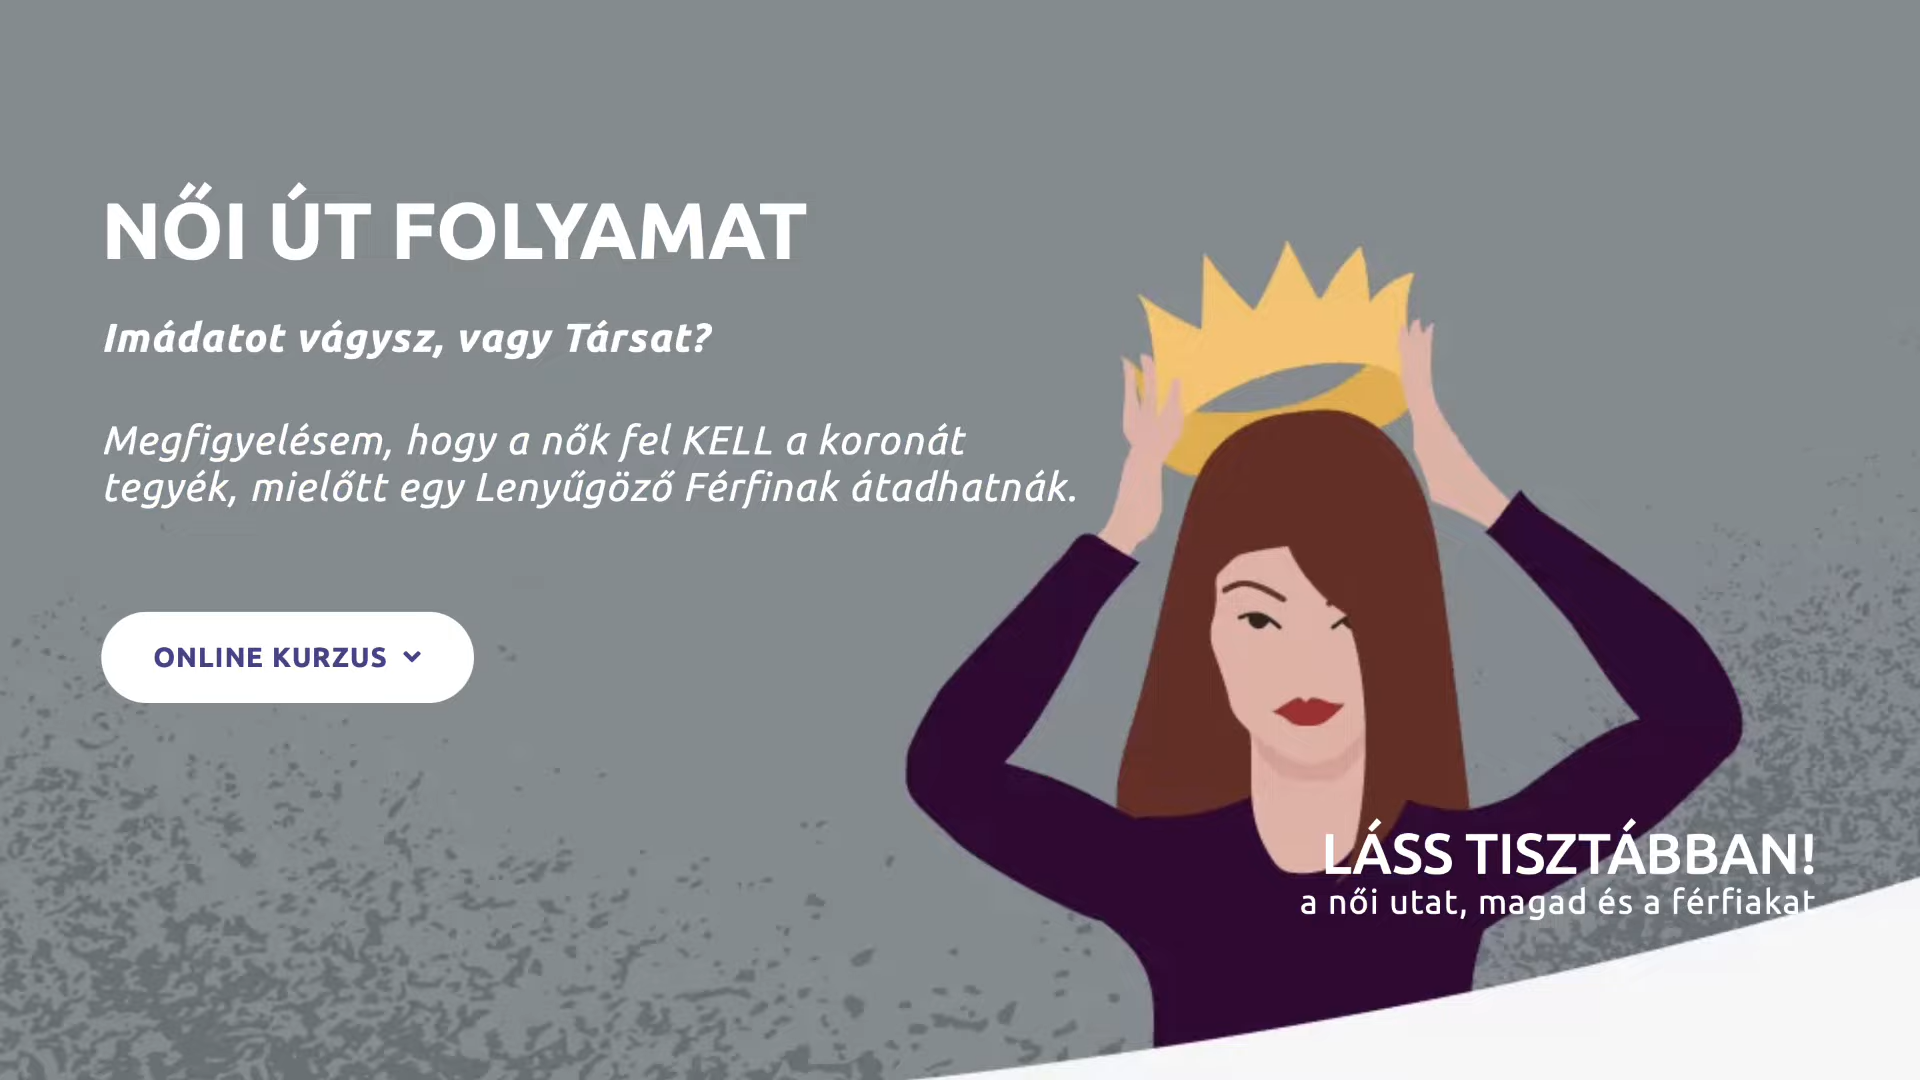 NŐI ÚT FOLYAMAT
Imádatot vágysz, vagy Társat?
Megfigyelésem, hogy a nők fel KELL a koronát
tegyék, mielőtt egy Lenyűgöző Férfinak átadhatnák.
ONLINE KURZUS
LÁSS TISZTÁBBAN!
a női utat, magad és a férfiakat